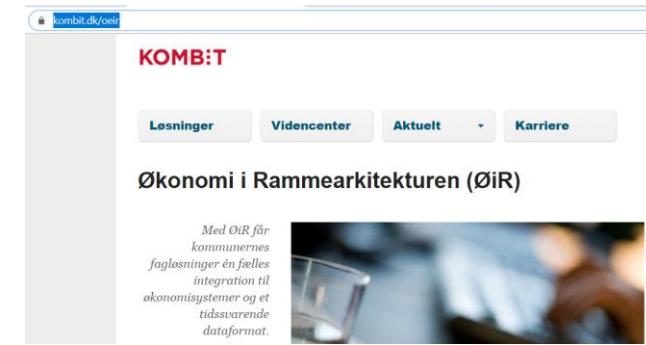 kombit.dk/oeir
KOMB:T
Løsninger Videncenter Aktuelt Karriere
Økonomi i Rammearkitekturen (ØiR)
Med ØiR får
kommunernes
fagløsninger én fælles
integration til
økonomisystemer og et
tidssvarende
dataformat.